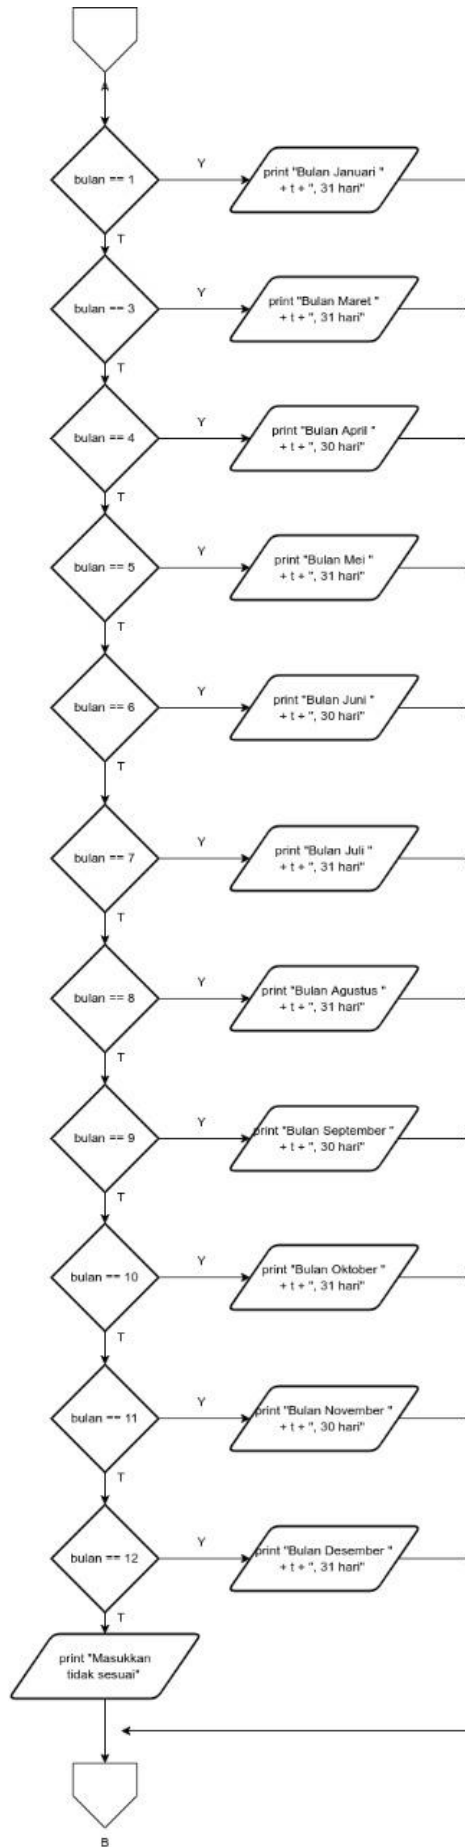 A
bulan == 1
Y
print "Bulan Januari "
+ t + ", 31 hari"
T
bulan == 3
Y
print "Bulan Maret "
+ t + ", 31 hari"
T
bulan == 4
Y
print "Bulan April "
+ t + ", 30 hari"
T
bulan == 5
Y
print "Bulan Mei "
+ t + ", 31 hari"
T
bulan == 6
Y
print "Bulan Juni "
+ t + ", 30 hari"
T
bulan == 7
Y
print "Bulan Juli "
+ t + ", 31 hari"
T
bulan == 8
Y
print "Bulan Agustus "
+ t + ", 31 hari"
T
bulan == 9
Y
print "Bulan September "
+ t + ", 30 hari"
T
bulan == 10
Y
print "Bulan Oktober "
+ t + ", 31 hari"
T
bulan == 11
Y
print "Bulan November "
+ t + ", 30 hari"
T
bulan == 12
Y
print "Bulan Desember "
+ t + ", 31 hari"
T
print "Masukkan
tidak sesuai"
B